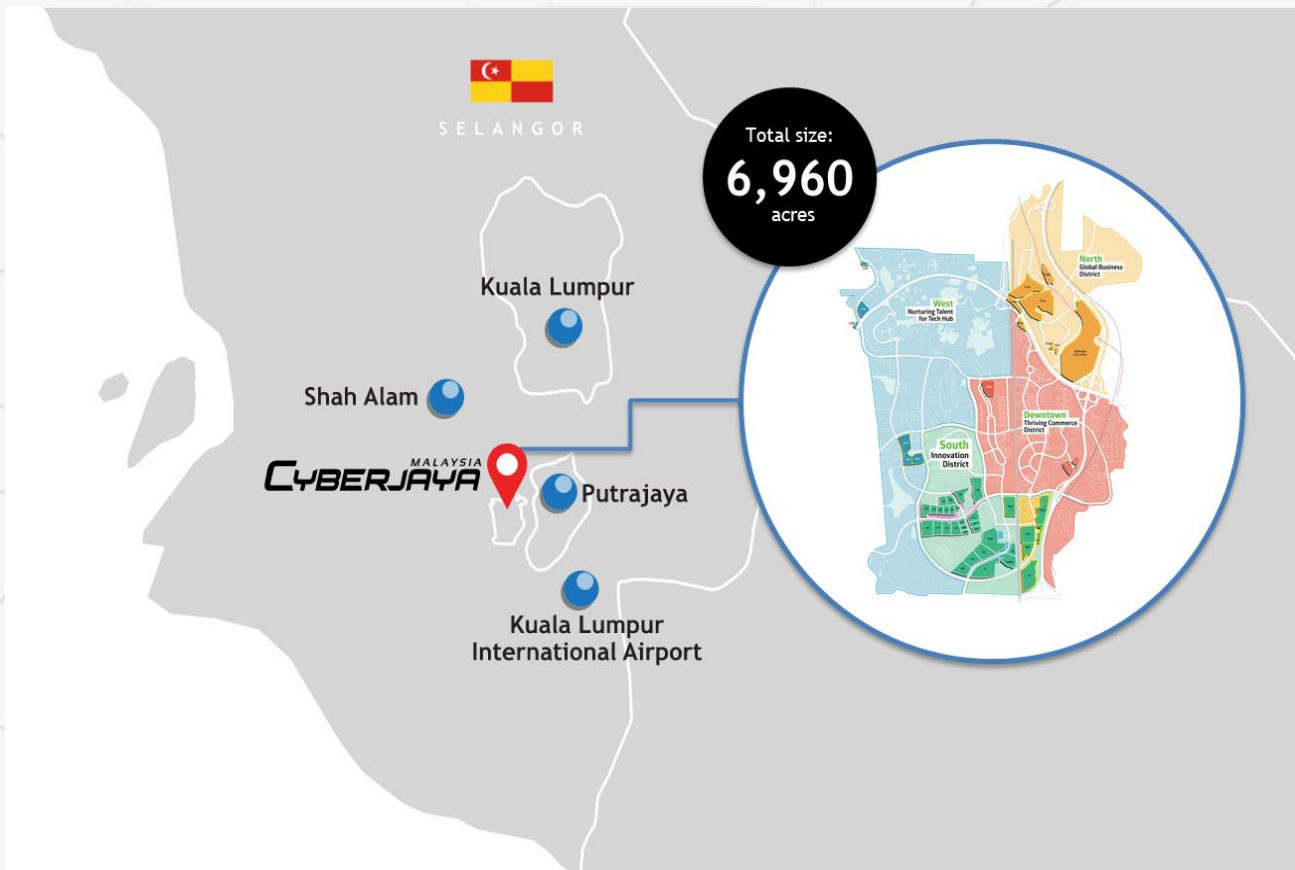 SELANGOR
Total size:
6,960
acres
Kuala Lumpur
Shah Alam
MALAYSIA
CYBERJAYA
Putrajaya
Kuala Lumpur
International Airport
North
Global Business
District
West
Nurturing Talent
for Tech Hub
Downtown
Thriving Commerce
District
South
Innovation
District